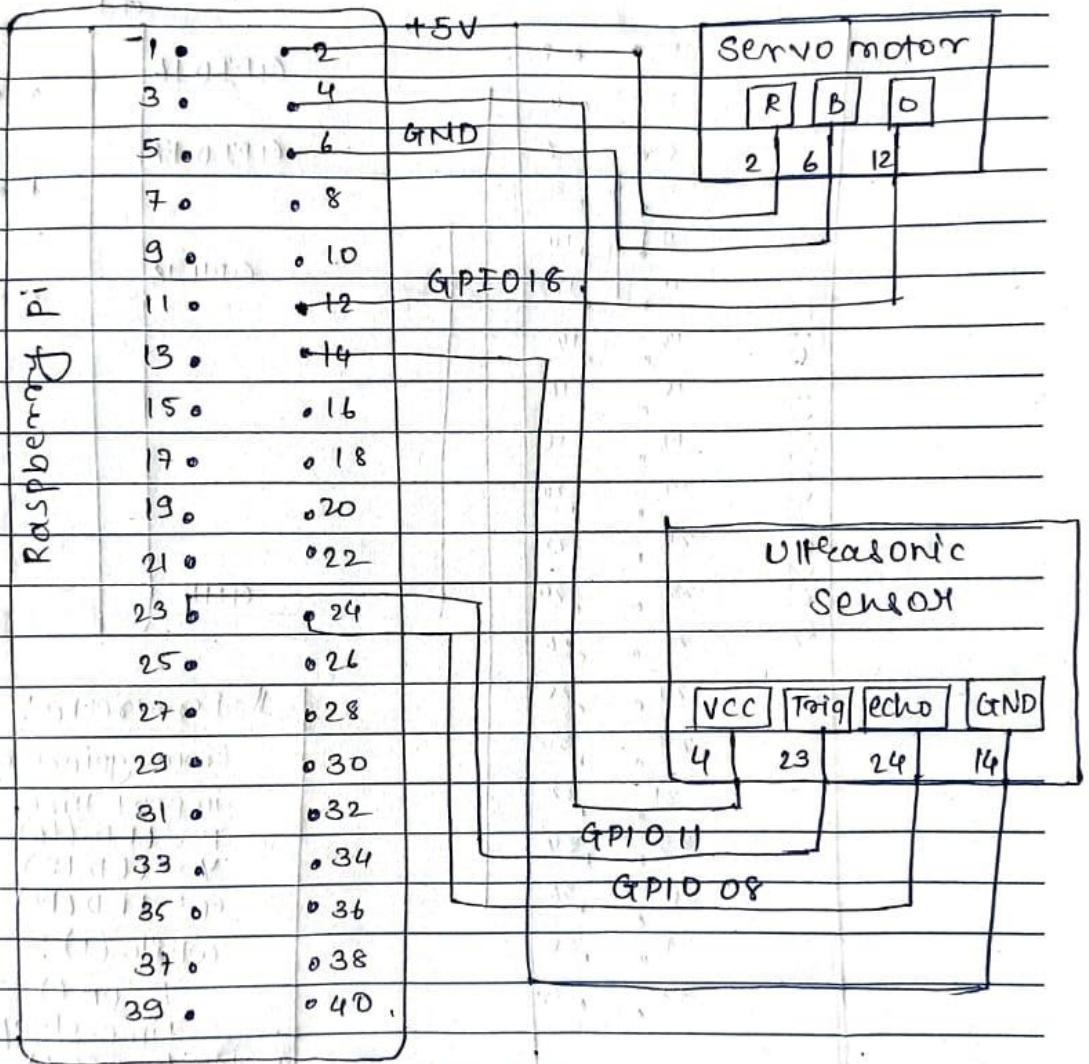 Raspberry Pi
1 2 +5V
3 4
5 6 GND
7 8
9 10
11 12 GPIO18
13 14
15 16
17 18
19 20
21 22
23 24
25 26
27 28
29 30
31 32
33 34
35 36
37 38
39 40
Servo motor
R B O
2 6 12
Ultrasonic
Sensor
VCC Trig echo GND
4 23 24 14
GPIO 11
GPIO 08